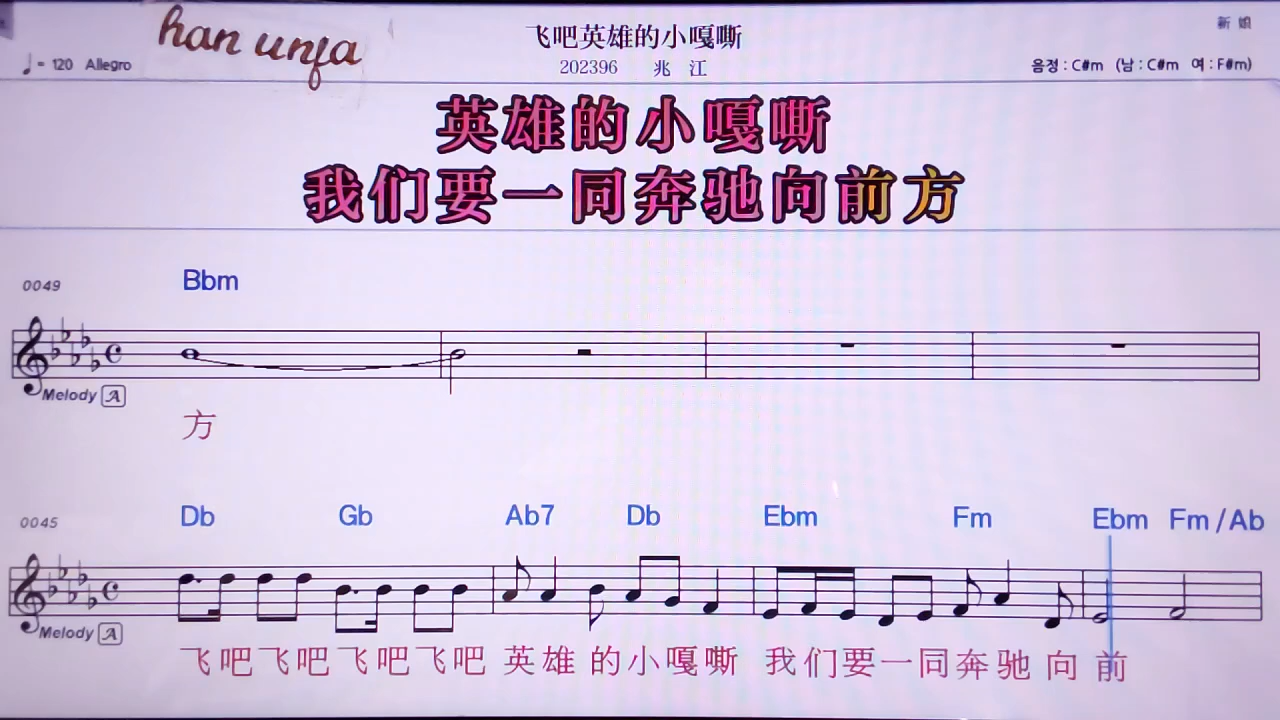 han unfa
飞吧英雄的小嘎嘶
新 娘
♩= 120 Allegro
202396 兆 江
음정 : C#m (남 : C#m 여 : F#m)
英雄的小嘎嘶
我们要一同奔驰向前方
0049
Bbm
Melody A
方
0045
Db Gb Ab7 Db Ebm Fm Ebm Fm / Ab
Melody A
飞吧飞吧飞吧飞吧 英雄的小嘎嘶 我们要一同奔驰向前